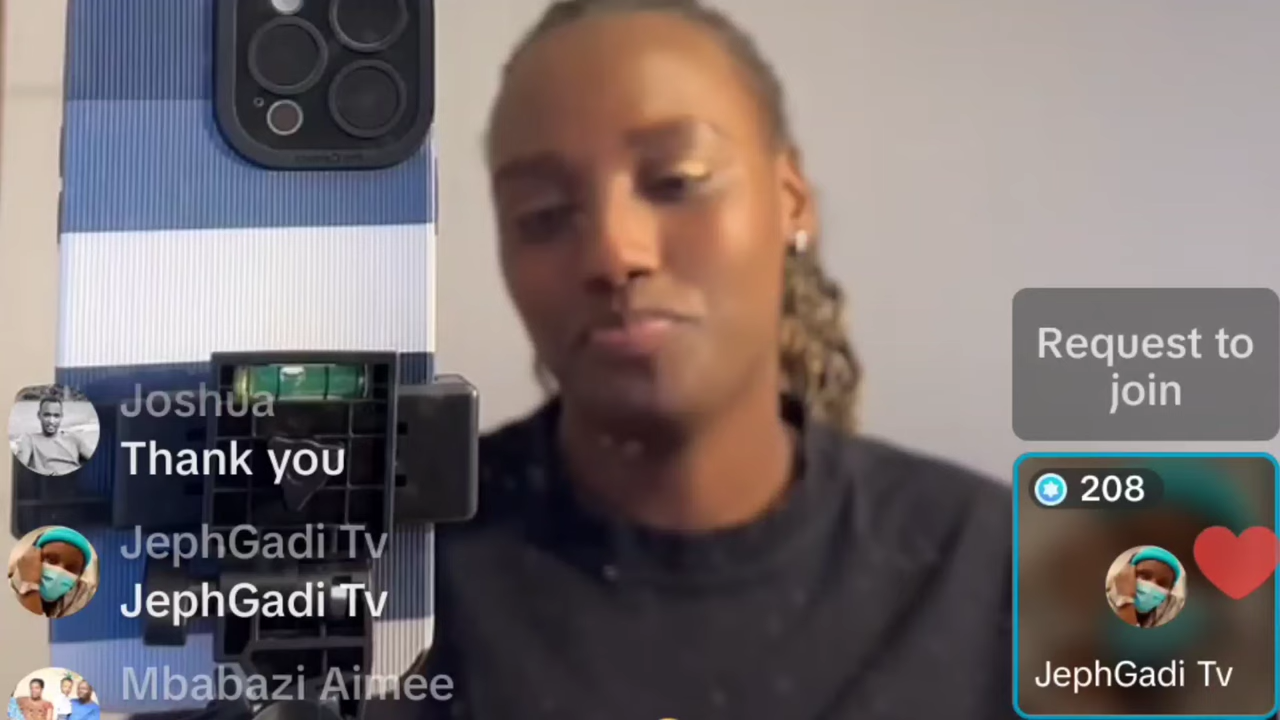 Joshua
Thank you
JephGadi Tv
JephGadi Tv
Mbabazi Aimee
Request to
join
208
JephGadi Tv